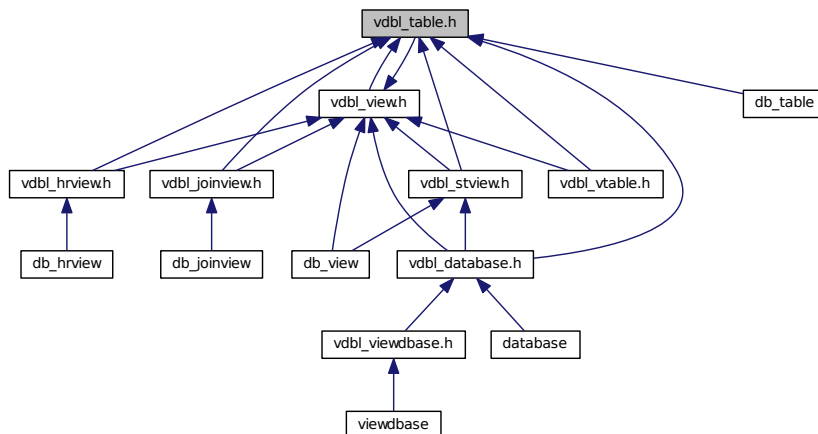 vdbl_table.h
vdbl_view.h
db_table
vdbl_hrview.h
vdbl_joinview.h
vdbl_stview.h
vdbl_vtable.h
db_hrview
db_joinview
db_view
vdbl_database.h
vdbl_viewdbase.h
database
viewdbase